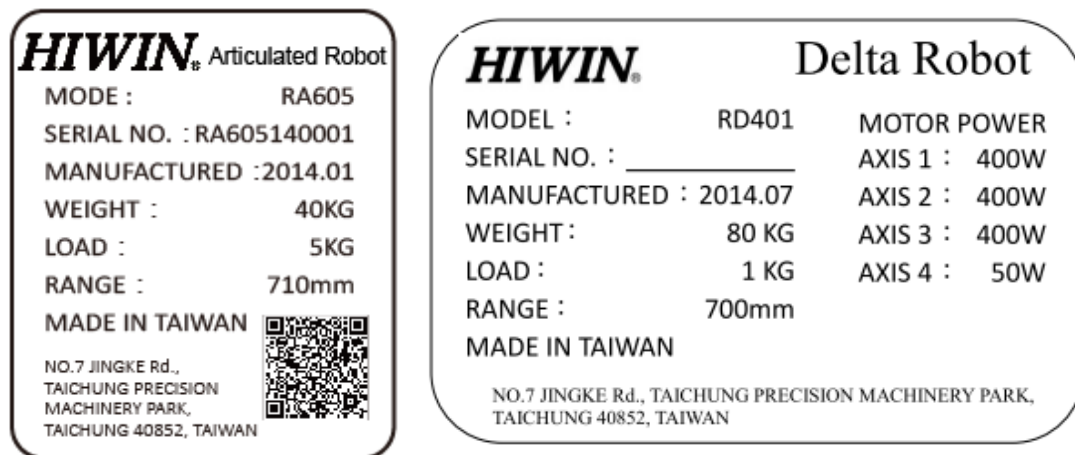 HIWIN® Articulated Robot
MODE : RA605
SERIAL NO. : RA605140001
MANUFACTURED :2014.01
WEIGHT : 40KG
LOAD : 5KG
RANGE : 710mm
MADE IN TAIWAN
NO.7 JINGKE Rd.,
TAICHUNG PRECISION
MACHINERY PARK,
TAICHUNG 40852, TAIWAN
HIWIN® Delta Robot
MODEL : RD401
SERIAL NO. :
MANUFACTURED : 2014.07
WEIGHT : 80 KG
LOAD : 1 KG
RANGE : 700mm
MADE IN TAIWAN
MOTOR POWER
AXIS 1 : 400W
AXIS 2 : 400W
AXIS 3 : 400W
AXIS 4 : 50W
NO.7 JINGKE Rd., TAICHUNG PRECISION MACHINERY PARK,
TAICHUNG 40852, TAIWAN